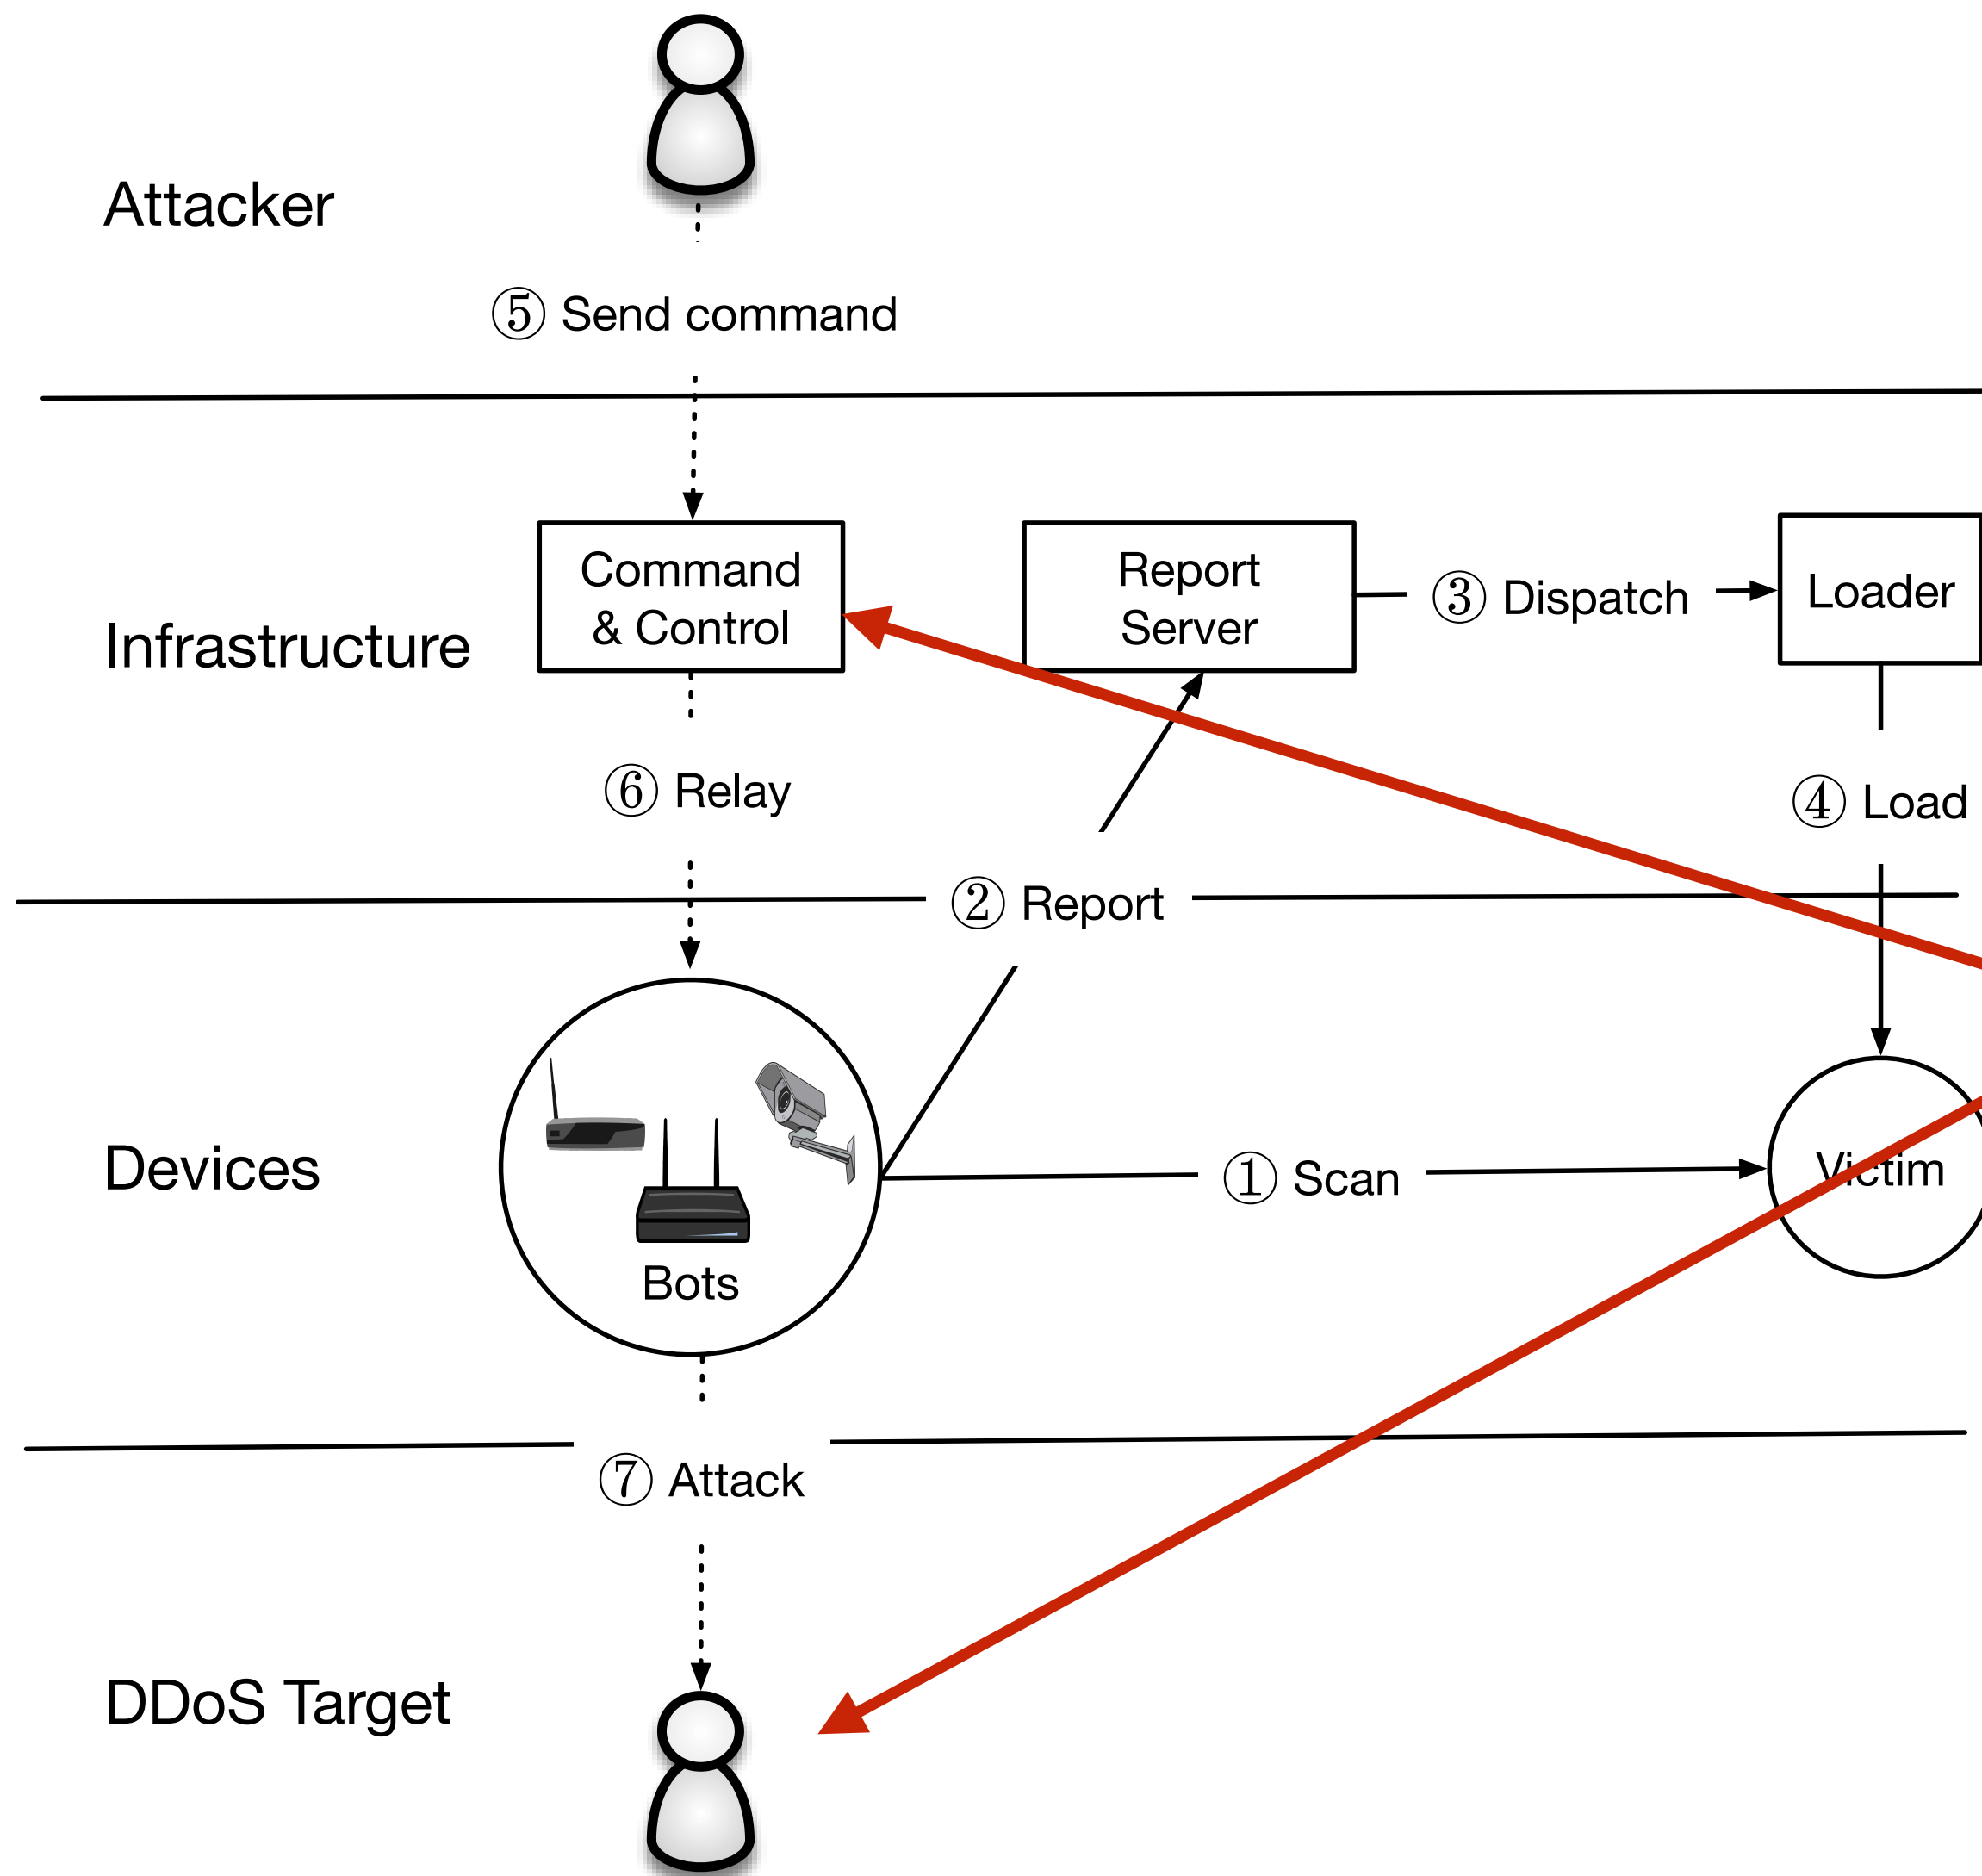 Attacker
⑤ Send command
Command
& Control
Report
Server
③ Dispatch
Loader
Infrastructure
⑥ Relay
④ Load
② Report
Devices
① Scan
Victim
Bots
⑦ Attack
DDoS Target